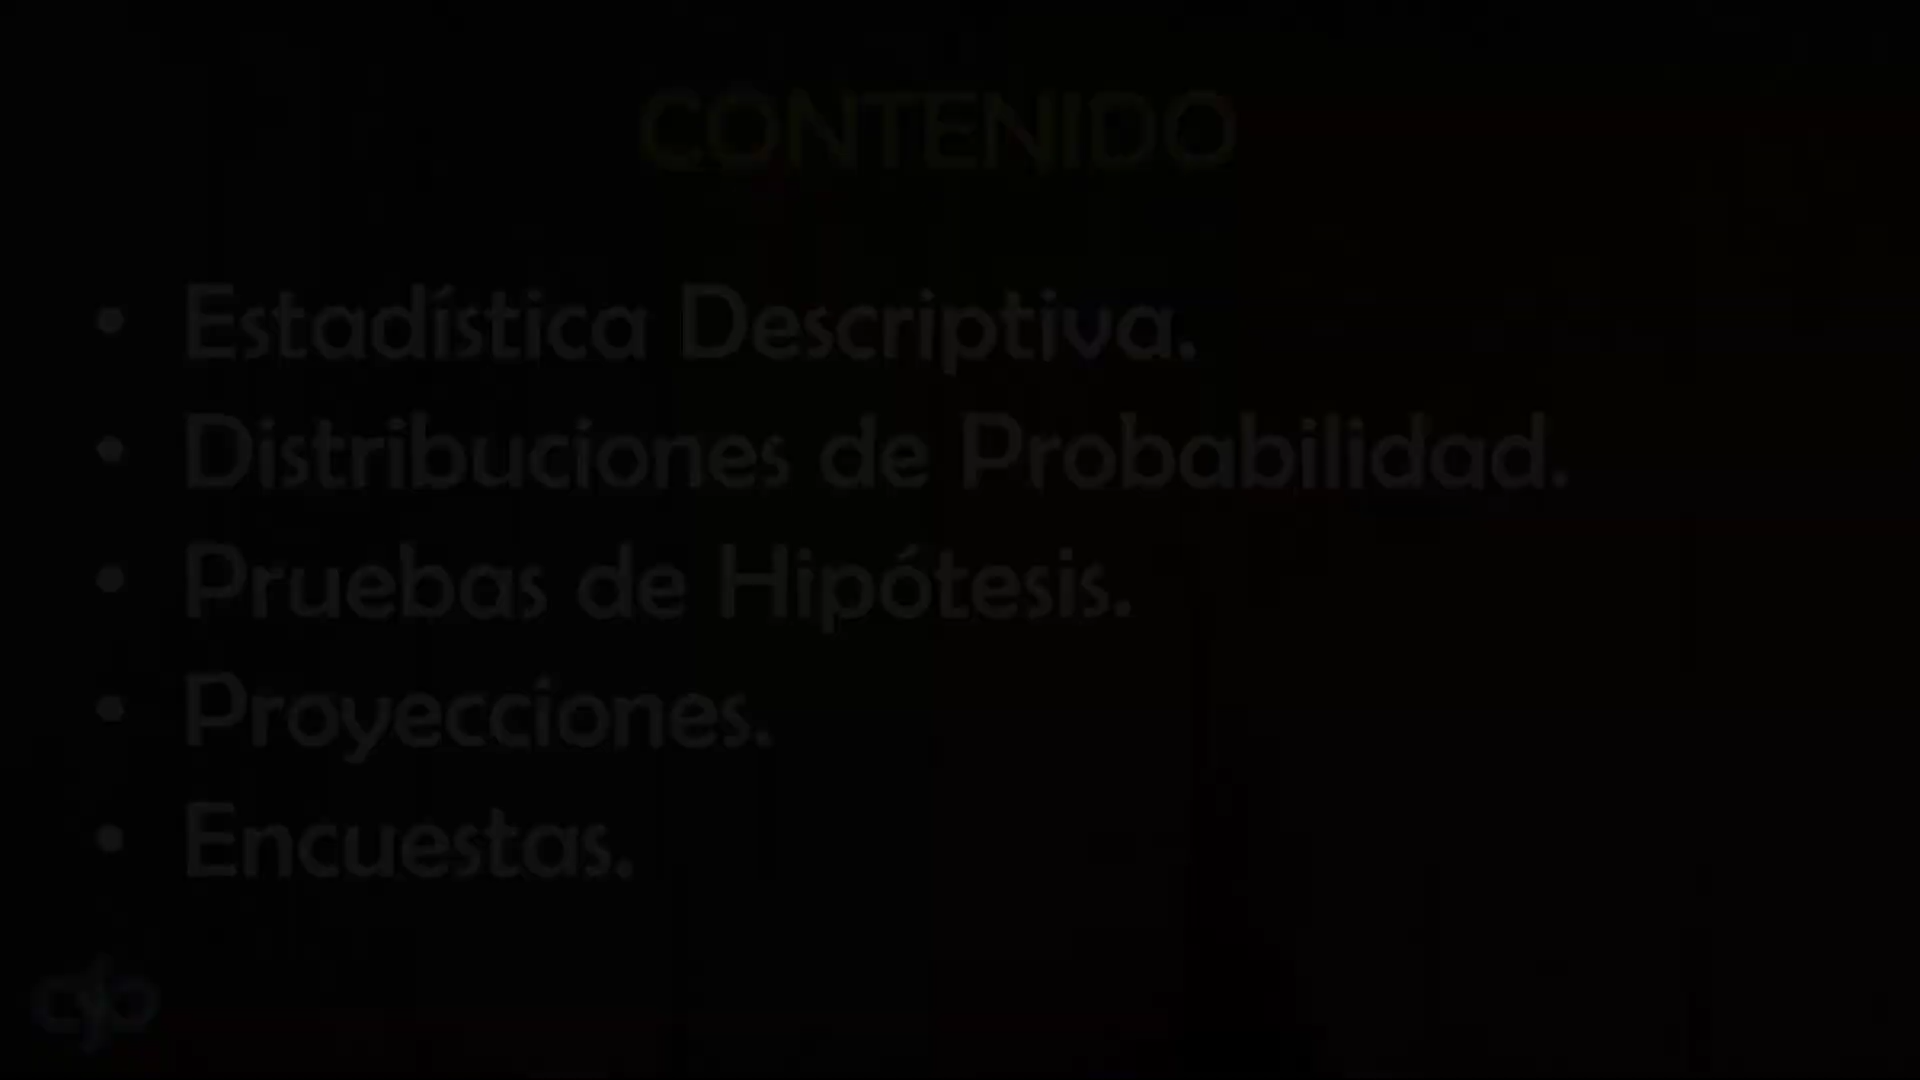 CONTENIDO
• Estadística Descriptiva.
• Distribuciones de Probabilidad.
• Pruebas de Hipótesis.
• Proyecciones.
• Encuestas.